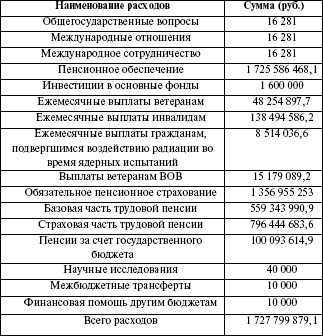 Наименование расходов Сумма (руб.)
Общегосударственные вопросы 16 281
Международные отношения 16 281
Международное сотрудничество 16 281
Пенсионное обеспечение 1 725 586 468,1
Инвестиции в основные фонды 1 600 000
Ежемесячные выплаты ветеранам 48 254 897,7
Ежемесячные выплаты инвалидам 138 494 586,2
Ежемесячные выплаты гражданам, 8 514 036,6
подвергшимся воздействию радиации во
время ядерных испытаний
Выплаты ветеранам ВОВ 15 179 089,2
Обязательное пенсионное страхование 1 356 955 253
Базовая часть трудовой пенсии 559 343 990,9
Страховая часть трудовой пенсии 796 444 683,6
Пенсии за счет государственного 100 093 614,9
бюджета
Научные исследования 40 000
Межбюджетные трансферты 10 000
Финансовая помощь другим бюджетам 10 000
Всего расходов 1 727 799 879,1